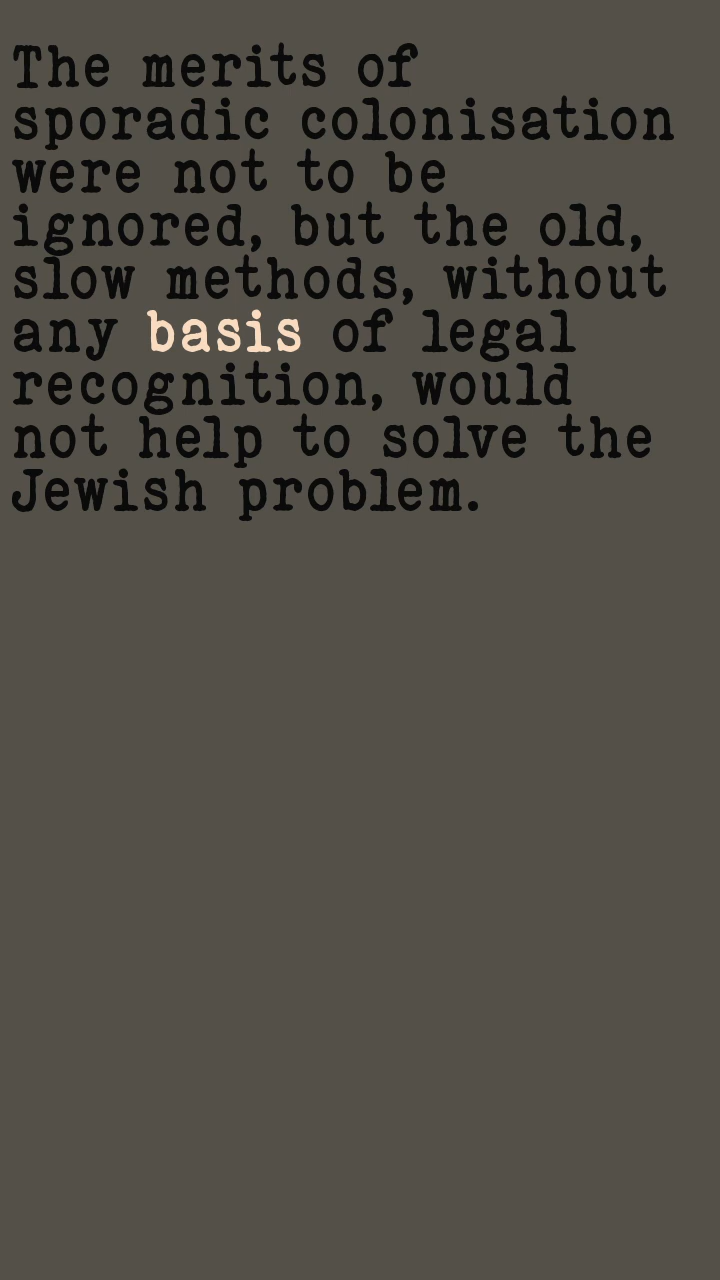 The merits of
sporadic colonisation
were not to be
ignored, but the old,
slow methods, without
any basis of legal
recognition, would
not help to solve the
Jewish problem.